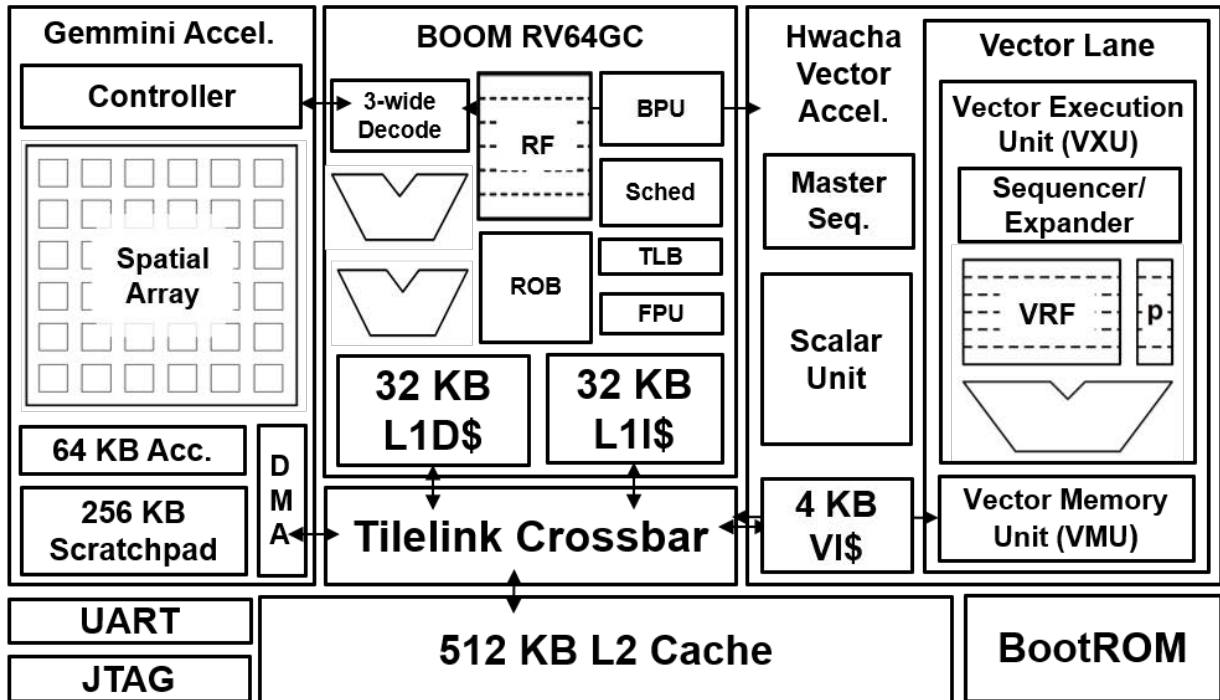 Gemmini Accel.
Controller
Spatial
Array
64 KB Acc.
256 KB
Scratchpad
D
M
A
BOOM RV64GC
3-wide
Decode
RF
BPU
Sched
ROB
TLB
FPU
32 KB
L1D$
32 KB
L1I$
Tilelink Crossbar
Hwacha
Vector
Accel.
Master
Seq.
Scalar
Unit
4 KB
VI$
Vector Lane
Vector Execution
Unit (VXU)
Sequencer/
Expander
VRF
p
Vector Memory
Unit (VMU)
UART
JTAG
512 KB L2 Cache
BootROM